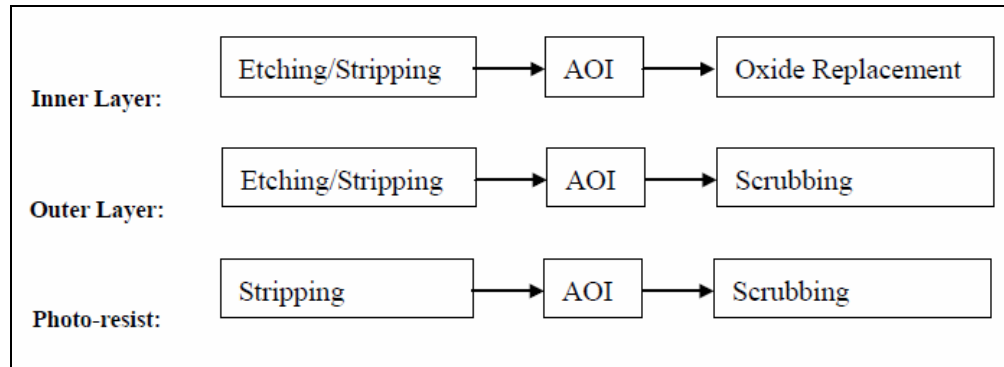 Etching/Stripping AOI Oxide Replacement
Inner Layer:
Etching/Stripping AOI Scrubbing
Outer Layer:
Stripping AOI Scrubbing
Photo-resist: